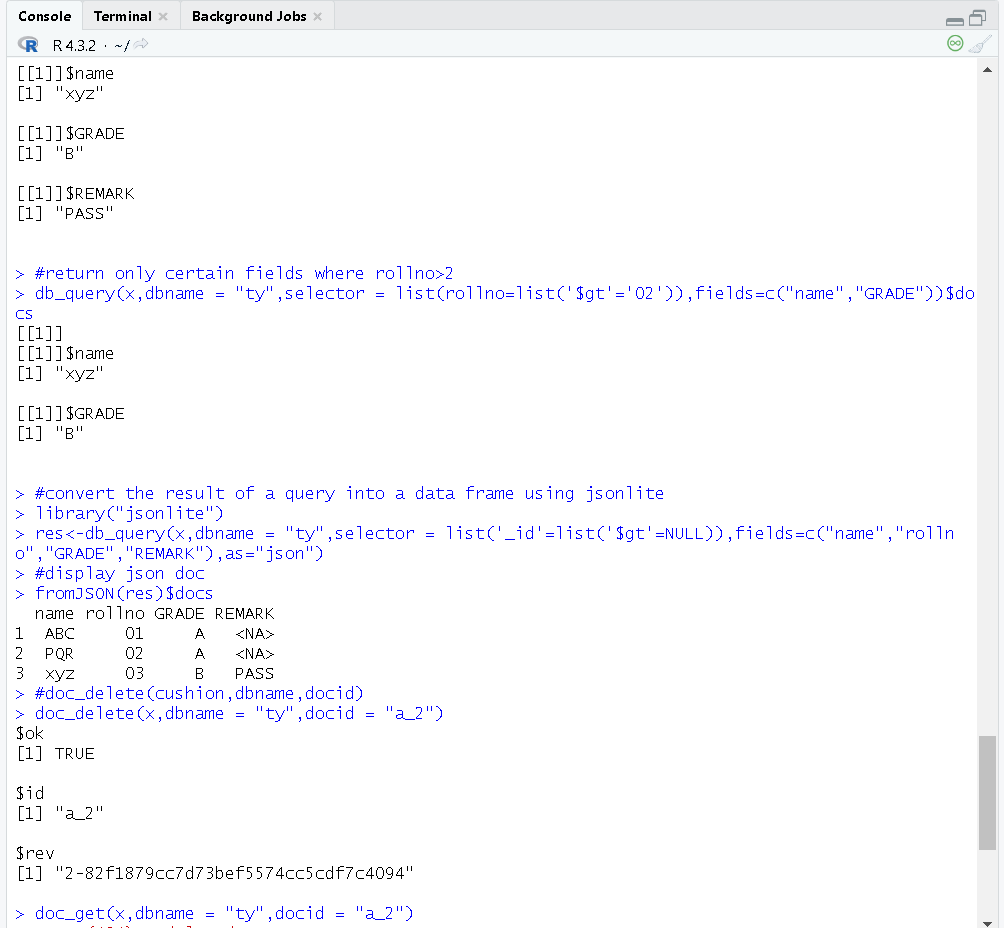 Console Terminal Background Jobs
R R 4.3.2 · ~/
[[1]]$name
[1] "xyz"
[[1]]$GRADE
[1] "B"
[[1]]$REMARK
[1] "PASS"
> #return only certain fields where rollno>2
> db_query(x,dbname = "ty",selector = list(rollno=list('$gt'='02')),fields=c("name","GRADE"))$do
cs
[[1]]
[[1]]$name
[1] "xyz"
[[1]]$GRADE
[1] "B"
> #convert the result of a query into a data frame using jsonlite
> library("jsonlite")
> res<-db_query(x,dbname = "ty",selector = list('_id'=list('$gt'=NULL)),fields=c("name","rolln
o","GRADE","REMARK"),as="json")
> #display json doc
> fromJSON(res)$docs
name rollno GRADE REMARK
1 ABC 01 A <NA>
2 PQR 02 A <NA>
3 xyz 03 B PASS
> #doc_delete(cushion,dbname,docid)
> doc_delete(x,dbname = "ty",docid = "a_2")
$ok
[1] TRUE
$id
[1] "a_2"
$rev
[1] "2-82f1879cc7d73bef5574cc5cdf7c4094"
> doc_get(x,dbname = "ty",docid = "a_2")